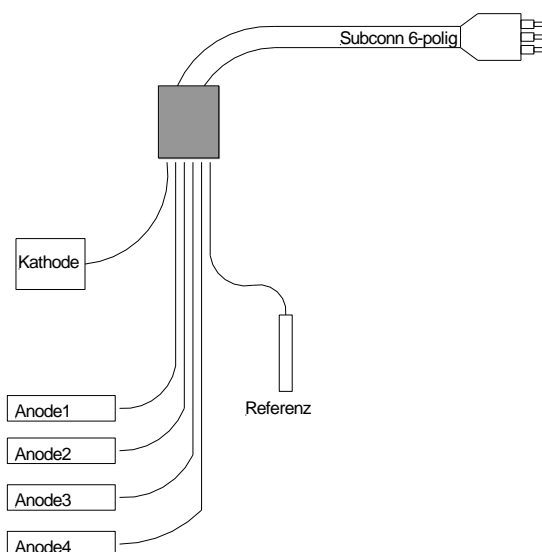 Subconn 6-polig
Kathode
Referenz
Anode1
Anode2
Anode3
Anode4